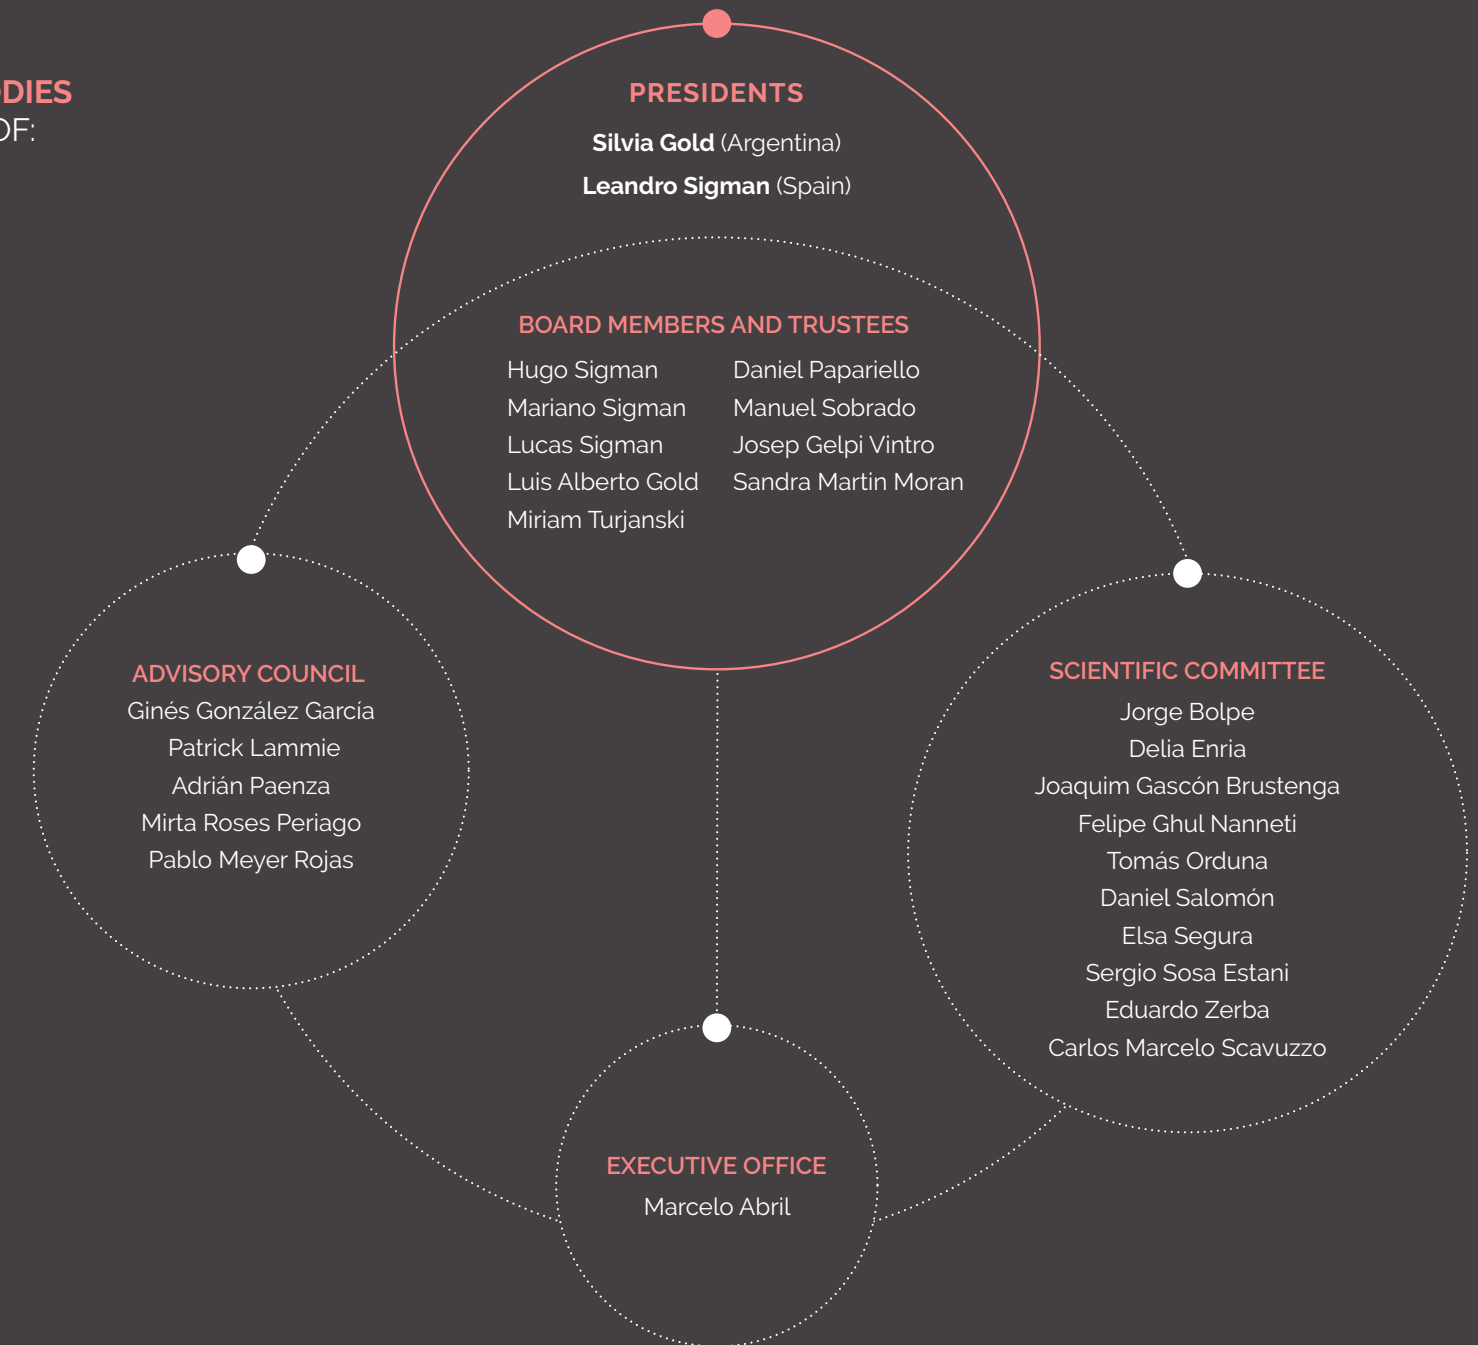 DIES
OF:
PRESIDENTS
Silvia Gold (Argentina)
Leandro Sigman (Spain)
BOARD MEMBERS AND TRUSTEES
Hugo Sigman
Mariano Sigman
Lucas Sigman
Luis Alberto Gold
Miriam Turjanski
Daniel Papariello
Manuel Sobrado
Josep Gelpi Vintro
Sandra Martin Moran
ADVISORY COUNCIL
Ginés González García
Patrick Lammie
Adrián Paenza
Mirta Roses Periago
Pablo Meyer Rojas
SCIENTIFIC COMMITTEE
Jorge Bolpe
Delia Enria
Joaquim Gascón Brustenga
Felipe Ghul Nanneti
Tomás Orduna
Daniel Salomón
Elsa Segura
Sergio Sosa Estani
Eduardo Zerba
Carlos Marcelo Scavuzzo
EXECUTIVE OFFICE
Marcelo Abril